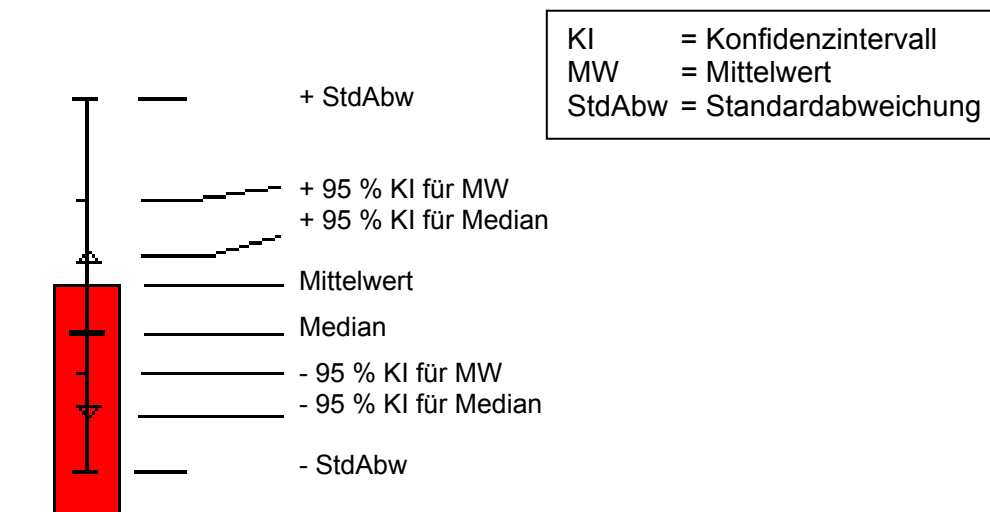 KI = Konfidenzintervall
MW = Mittelwert
StdAbw = Standardabweichung
+ StdAbw
+ 95 % KI für MW
+ 95 % KI für Median
Mittelwert
Median
- 95 % KI für MW
- 95 % KI für Median
- StdAbw